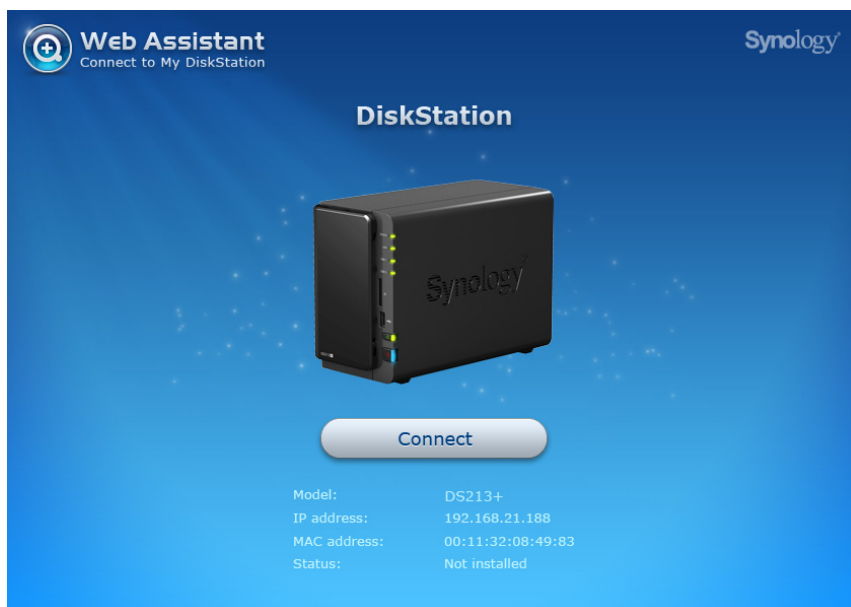 Web Assistant
Connect to My DiskStation
Synology
DiskStation
Synology
Connect
Model: DS213+
IP address: 192.168.21.188
MAC address: 00:11:32:08:49:83
Status: Not installed